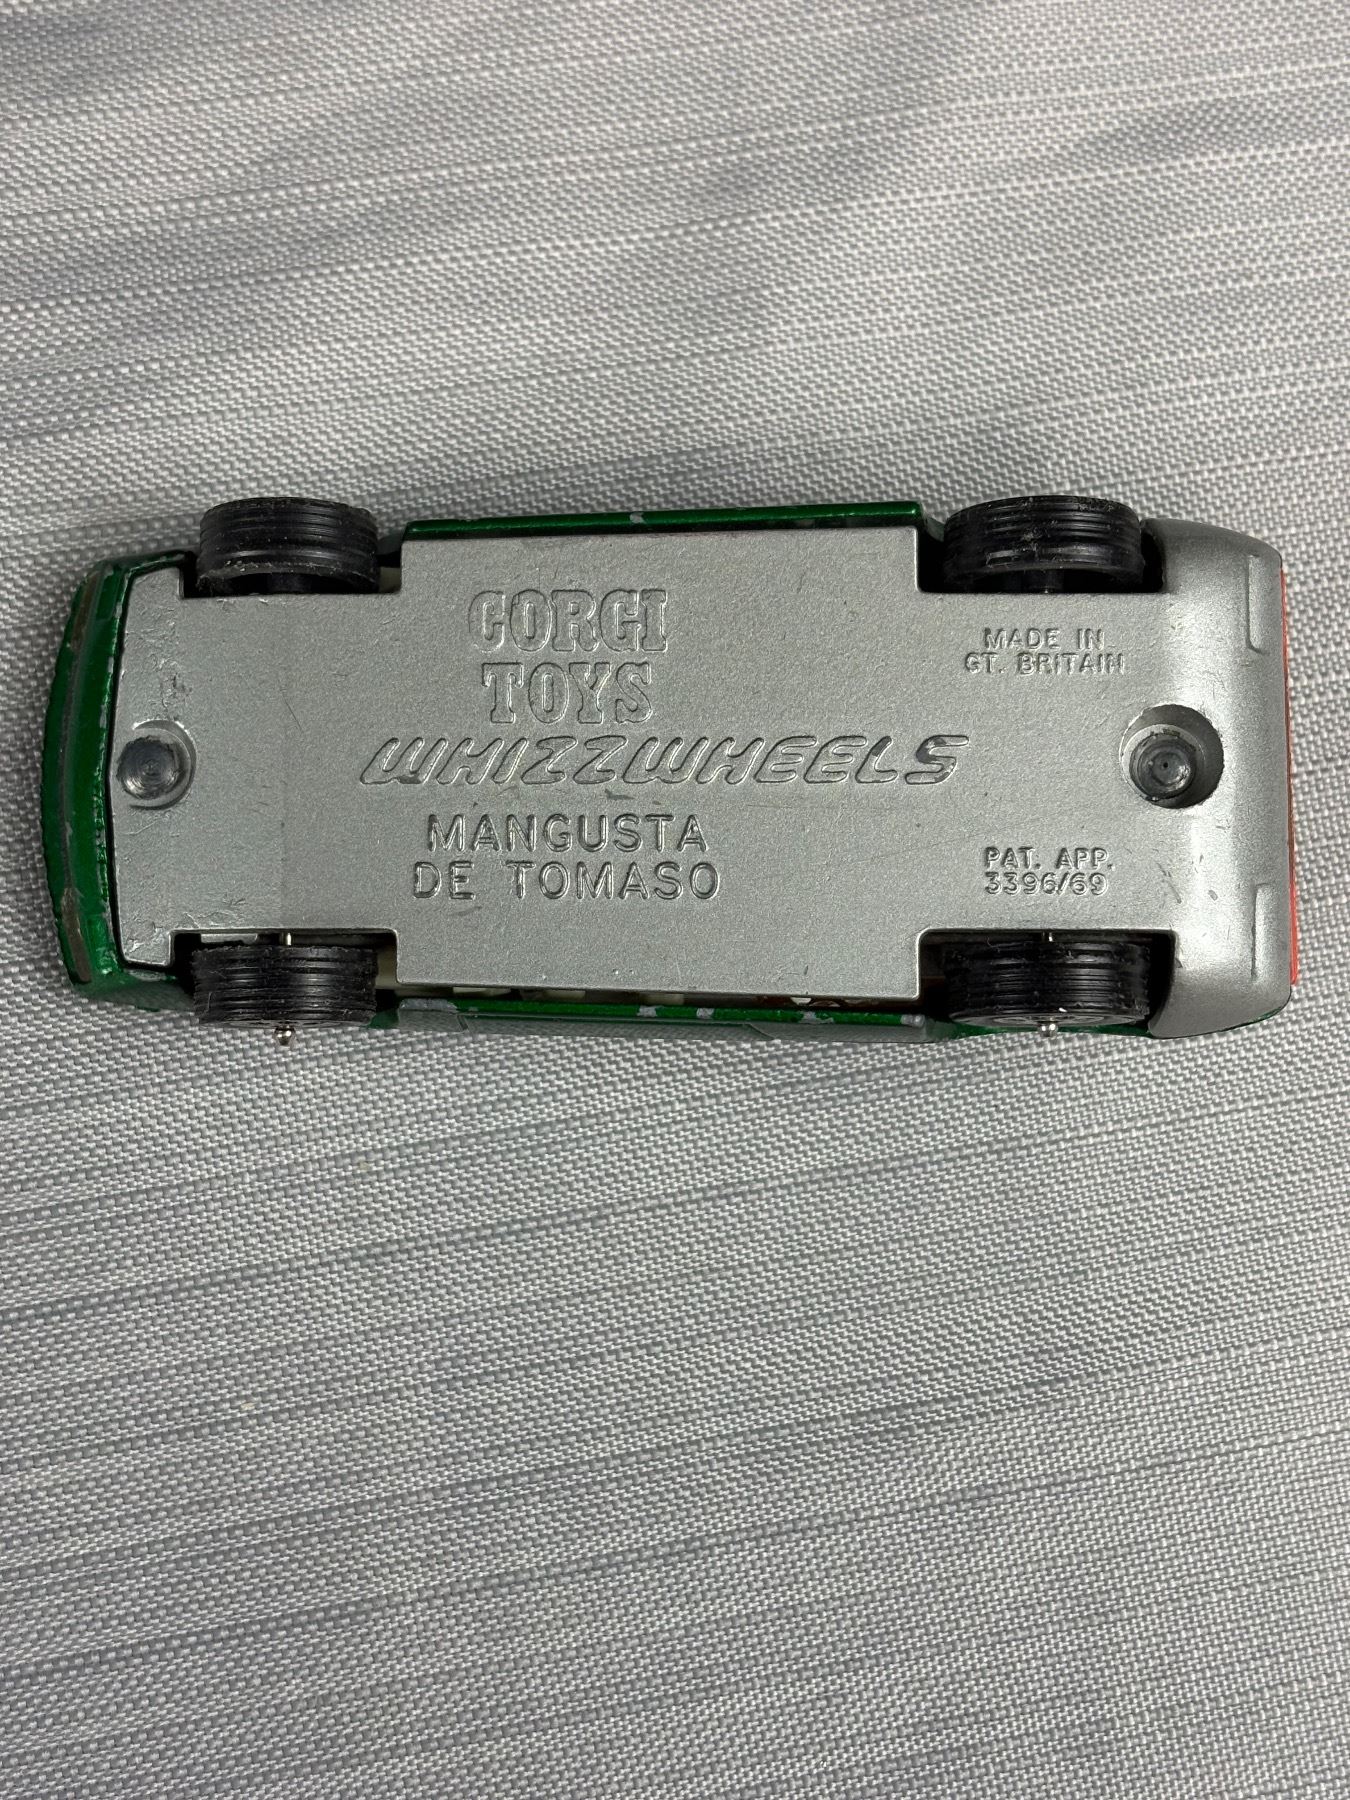 CORGI
TOYS
WHIZZWHEELS
MANGUSTA
DE TOMASO
MADE IN
GT. BRITAIN
PAT. APP.
3396/69